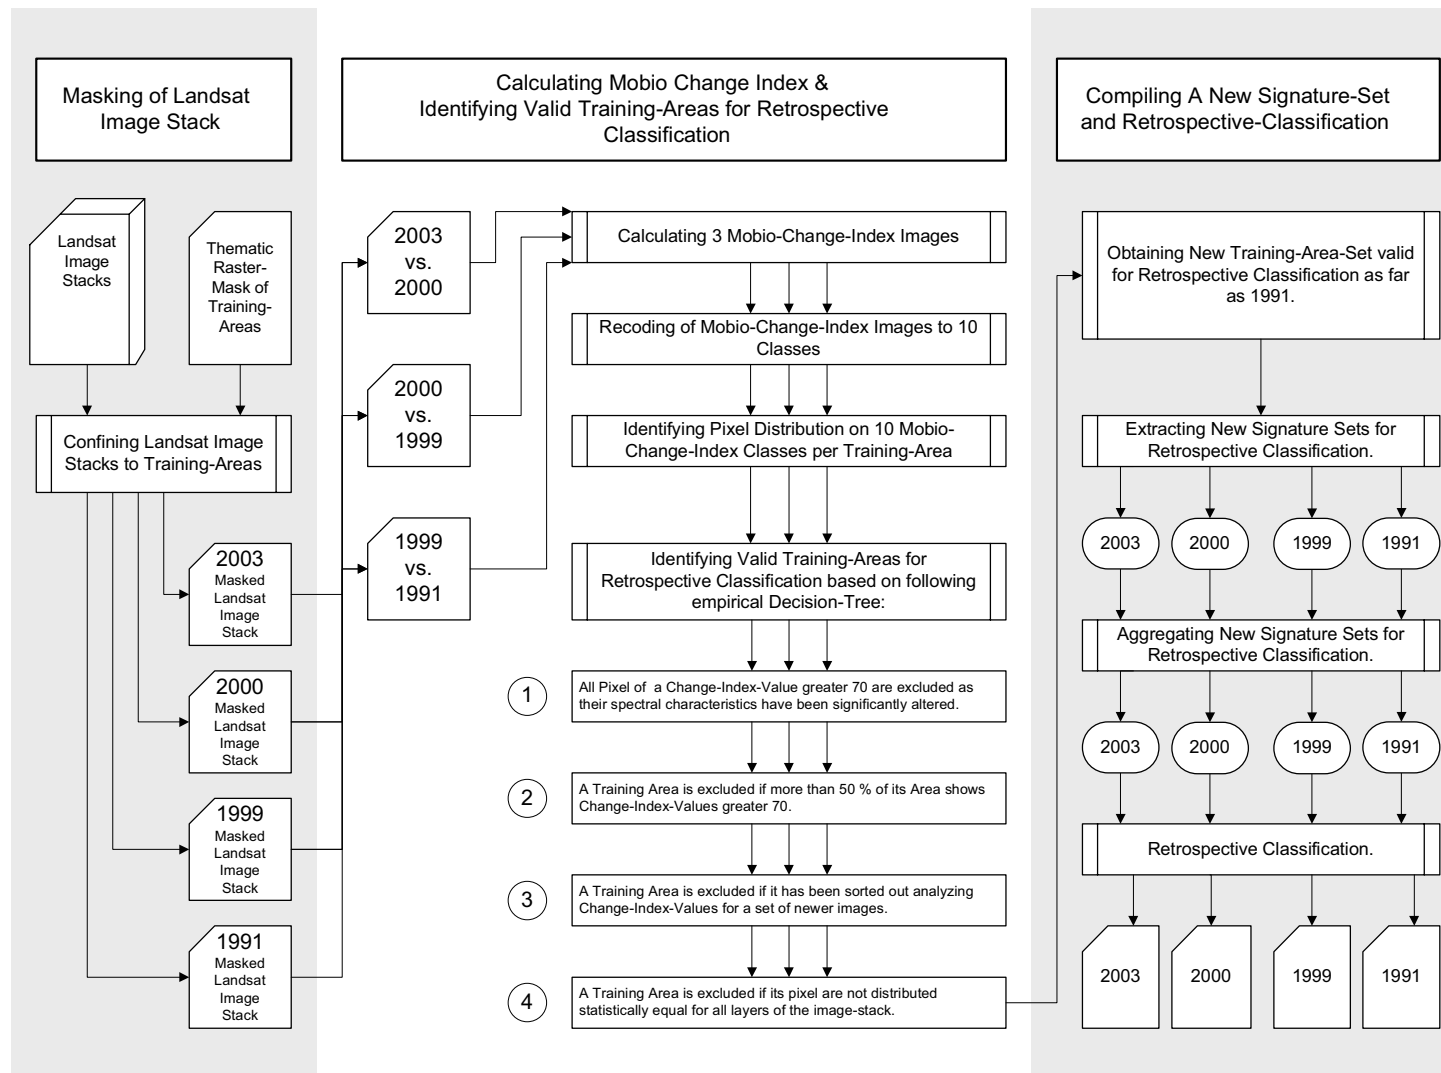 Masking of Landsat
Image Stack
Calculating Mobio Change Index &
Identifying Valid Training-Areas for Retrospective
Classification
Compiling A New Signature-Set
and Retrospective-Classification
Landsat
Image
Stacks
Thematic
Raster-
Mask of
Training-
Areas
Confining Landsat Image
Stacks to Training-Areas
2003
Masked
Landsat
Image
Stack
2000
Masked
Landsat
Image
Stack
1999
Masked
Landsat
Image
Stack
1991
Masked
Landsat
Image
Stack
2003
vs.
2000
2000
vs.
1999
1999
vs.
1991
Calculating 3 Mobio-Change-Index Images
Recoding of Mobio-Change-Index Images to 10
Classes
Identifying Pixel Distribution on 10 Mobio-
Change-Index Classes per Training-Area
Identifying Valid Training-Areas for
Retrospective Classification based on following
empirical Decision-Tree:
1
All Pixel of a Change-Index-Value greater 70 are excluded as
their spectral characteristics have been significantly altered.
2
A Training Area is excluded if more than 50 % of its Area shows
Change-Index-Values greater 70.
3
A Training Area is excluded if it has been sorted out analyzing
Change-Index-Values for a set of newer images.
4
A Training Area is excluded if its pixel are not distributed
statistically equal for all layers of the image-stack.
Obtaining New Training-Area-Set valid
for Retrospective Classification as far
as 1991.
Extracting New Signature Sets for
Retrospective Classification.
2003 2000 1999 1991
Aggregating New Signature Sets for
Retrospective Classification.
2003 2000 1999 1991
Retrospective Classification.
2003 2000 1999 1991